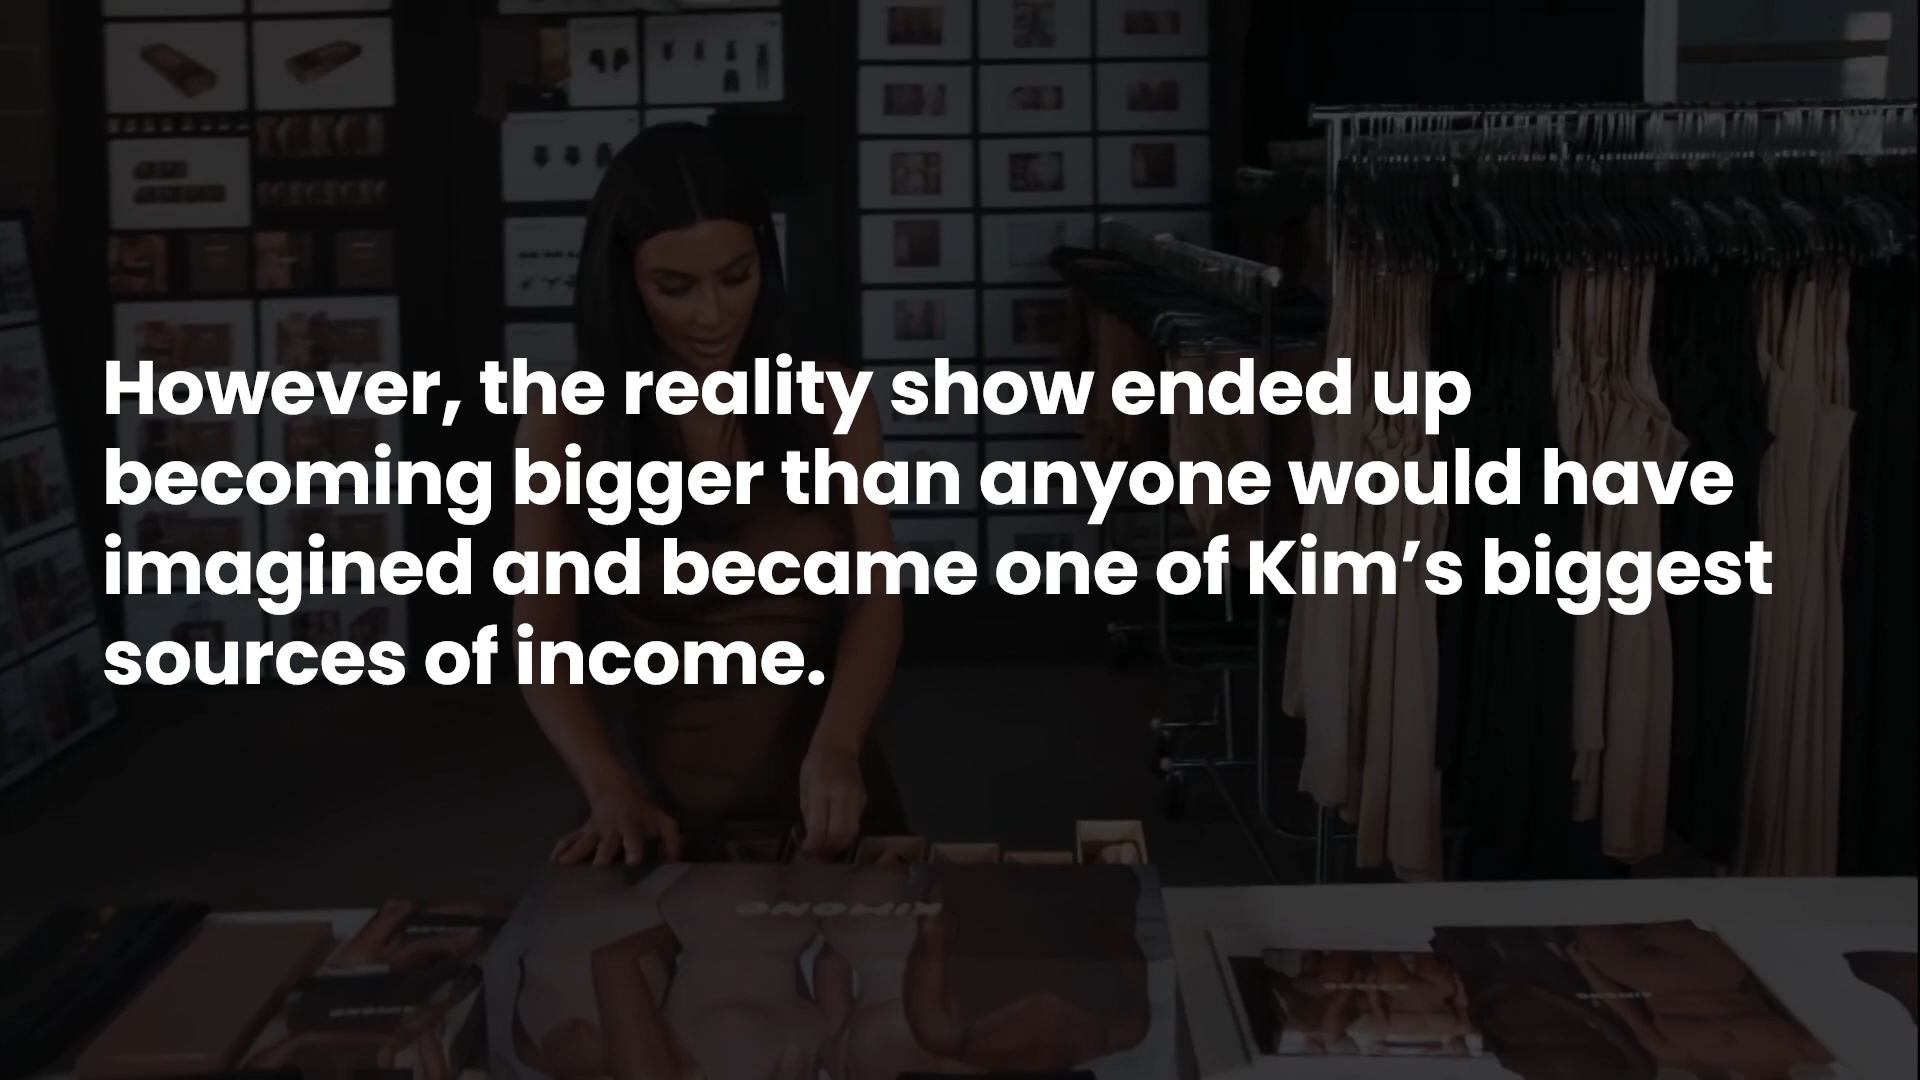 However, the reality show ended up
becoming bigger than anyone would have
imagined and became one of Kim’s biggest
sources of income.